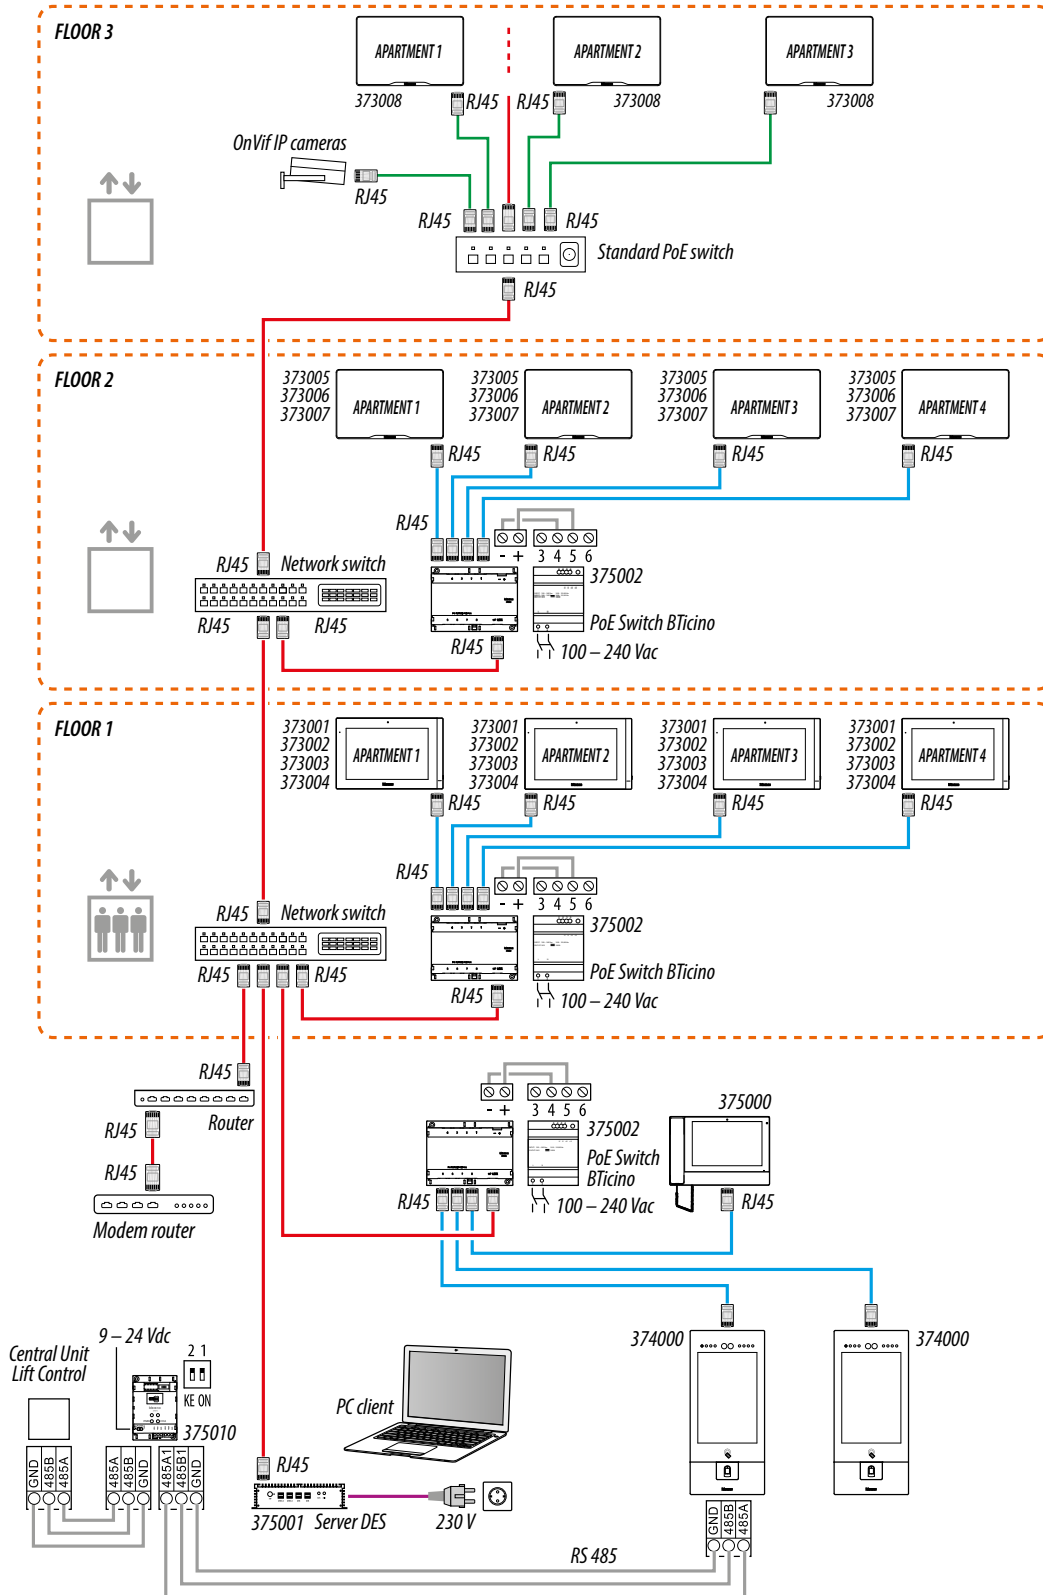 FLOOR 3
APARTMENT 1
APARTMENT 2
APARTMENT 3
373008
RJ45
RJ45
373008
373008
OnVif IP cameras
RJ45
RJ45
RJ45
Standard PoE switch
RJ45
FLOOR 2
373005
373006
373007
APARTMENT 1
373005
373006
373007
APARTMENT 2
373005
373006
373007
APARTMENT 3
373005
373006
373007
APARTMENT 4
RJ45
RJ45
RJ45
RJ45
RJ45
- + 3 4 5 6
RJ45
Network switch
375002
RJ45
RJ45
PoE Switch BTicino
RJ45
100 – 240 Vac
FLOOR 1
373001
373002
373003
373004
APARTMENT 1
373001
373002
373003
373004
APARTMENT 2
373001
373002
373003
373004
APARTMENT 3
373001
373002
373003
373004
APARTMENT 4
RJ45
RJ45
RJ45
RJ45
RJ45
- + 3 4 5 6
RJ45
Network switch
375002
RJ45
RJ45
PoE Switch BTicino
RJ45
100 – 240 Vac
RJ45
Router
RJ45
RJ45
Modem router
- + 3 4 5 6
375002
PoE Switch
BTicino
RJ45
100 – 240 Vac
375000
RJ45
374000
374000
9 – 24 Vdc
Central Unit
Lift Control
2 1
KE ON
375010
PC client
GND
485B
485A
485A
485B
GND
485A1
485B1
GND
RJ45
375001
Server DES
230 V
GND
485B
485A
RS 485